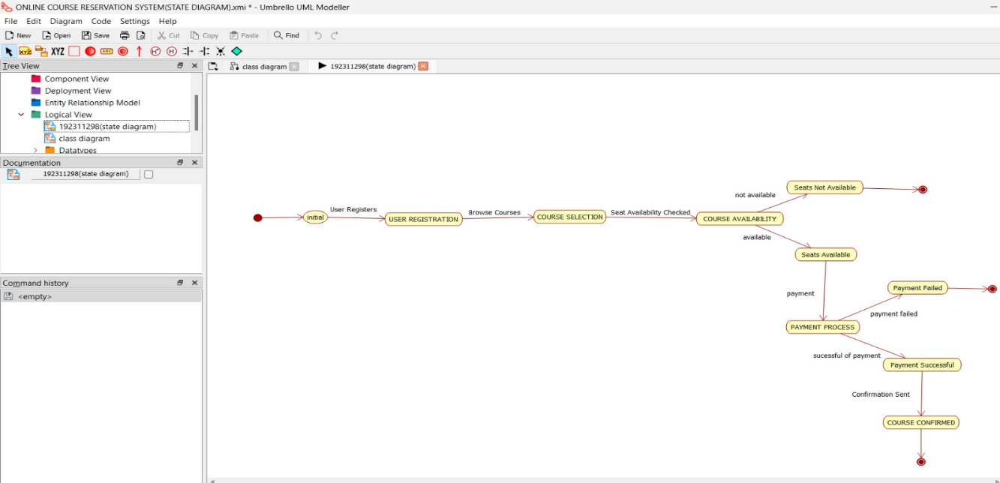 ONLINE COURSE RESERVATION SYSTEM(STATE DIAGRAM).xmi * - Umbrello UML Modeller
File Edit Diagram Code Settings Help
New Open Save Cut Copy Paste Find
XYZ XYZ ABC H* H
Tree View
class diagram 192311298(state diagram)
Component View
Deployment View
Entity Relationship Model
Logical View
192311298(state diagram)
class diagram
Datatypes
Documentation
192311298(state diagram)
Command history
<empty>
initial
User Registers
USER REGISTRATION
Browse Courses
COURSE SELECTION
Seat Availability Checked
COURSE AVAILABILITY
not available
Seats Not Available
available
Seats Available
payment
PAYMENT PROCESS
payment failed
Payment Failed
sucessful of payment
Payment Successful
Confirmation Sent
COURSE CONFIRMED